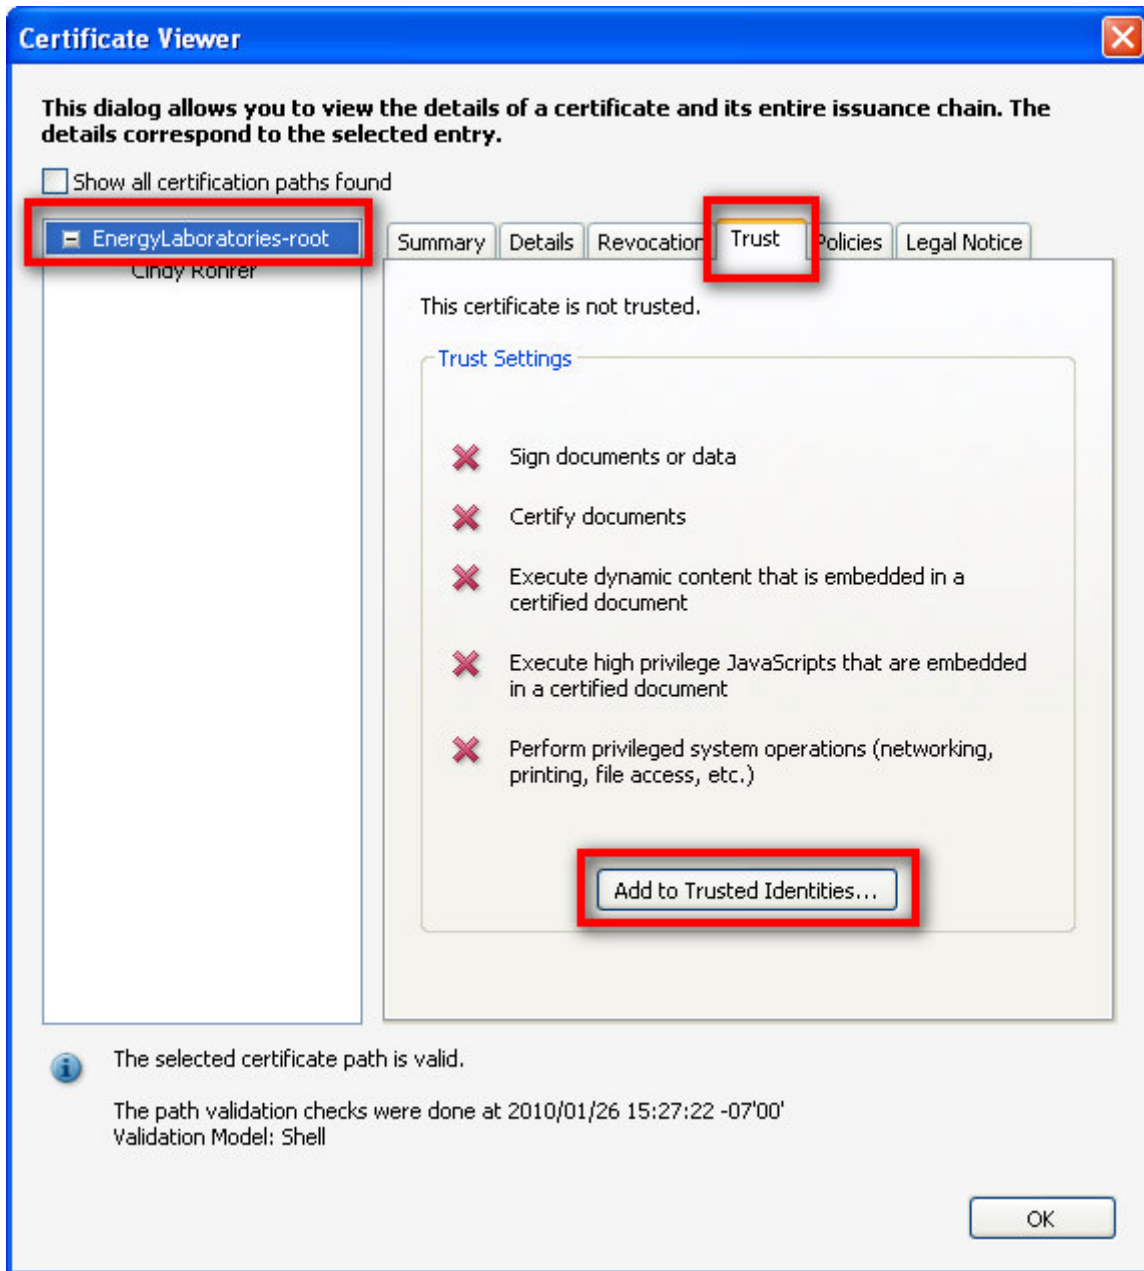 Certificate Viewer
This dialog allows you to view the details of a certificate and its entire issuance chain. The
details correspond to the selected entry.
Show all certification paths found
EnergyLaboratories-root
Cindy Rohrer
Summary
Details
Revocation
Trust
Policies
Legal Notice
This certificate is not trusted.
Trust Settings
Sign documents or data
Certify documents
Execute dynamic content that is embedded in a
certified document
Execute high privilege JavaScripts that are embedded
in a certified document
Perform privileged system operations (networking,
printing, file access, etc.)
Add to Trusted Identities...
The selected certificate path is valid.
The path validation checks were done at 2010/01/26 15:27:22 -07'00'
Validation Model: Shell
OK